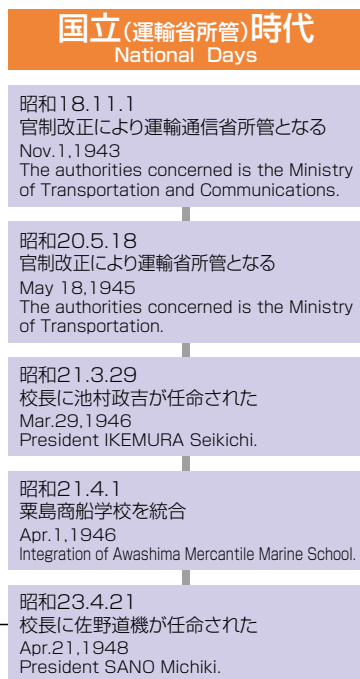 国立(運輸省所管)時代
National Days
昭和18.11.1
官制改正により運輸通信省所管となる
Nov.1,1943
The authorities concerned is the Ministry
of Transportation and Communications.
昭和20.5.18
官制改正により運輸省所管となる
May 18,1945
The authorities concerned is the Ministry
of Transportation.
昭和21.3.29
校長に池村政吉が任命された
Mar.29,1946
President IKEMURA Seikichi.
昭和21.4.1
粟島商船学校を統合
Apr.1,1946
Integration of Awashima Mercantile Marine School.
昭和23.4.21
校長に佐野道機が任命された
Apr.21,1948
President SANO Michiki.